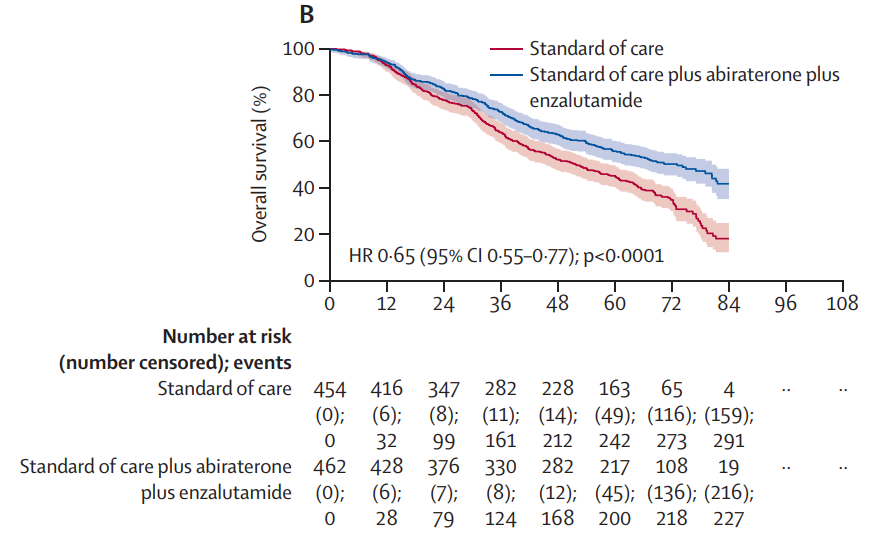 B
100
80
60
40
20
0
Overall survival (%)
Standard of care
Standard of care plus abiraterone plus
enzalutamide
HR 0·65 (95% CI 0·55–0·77); p<0·0001
0 12 24 36 48 60 72 84 96 108
Number at risk
(number censored); events
Standard of care 454 416 347 282 228 163 65 4 ·· ··
(0); (6); (8); (11); (14); (49); (116); (159);
0 32 99 161 212 242 273 291
Standard of care plus abiraterone 462 428 376 330 282 217 108 19 ·· ··
plus enzalutamide (0); (6); (7); (8); (12); (45); (136); (216);
0 28 79 124 168 200 218 227